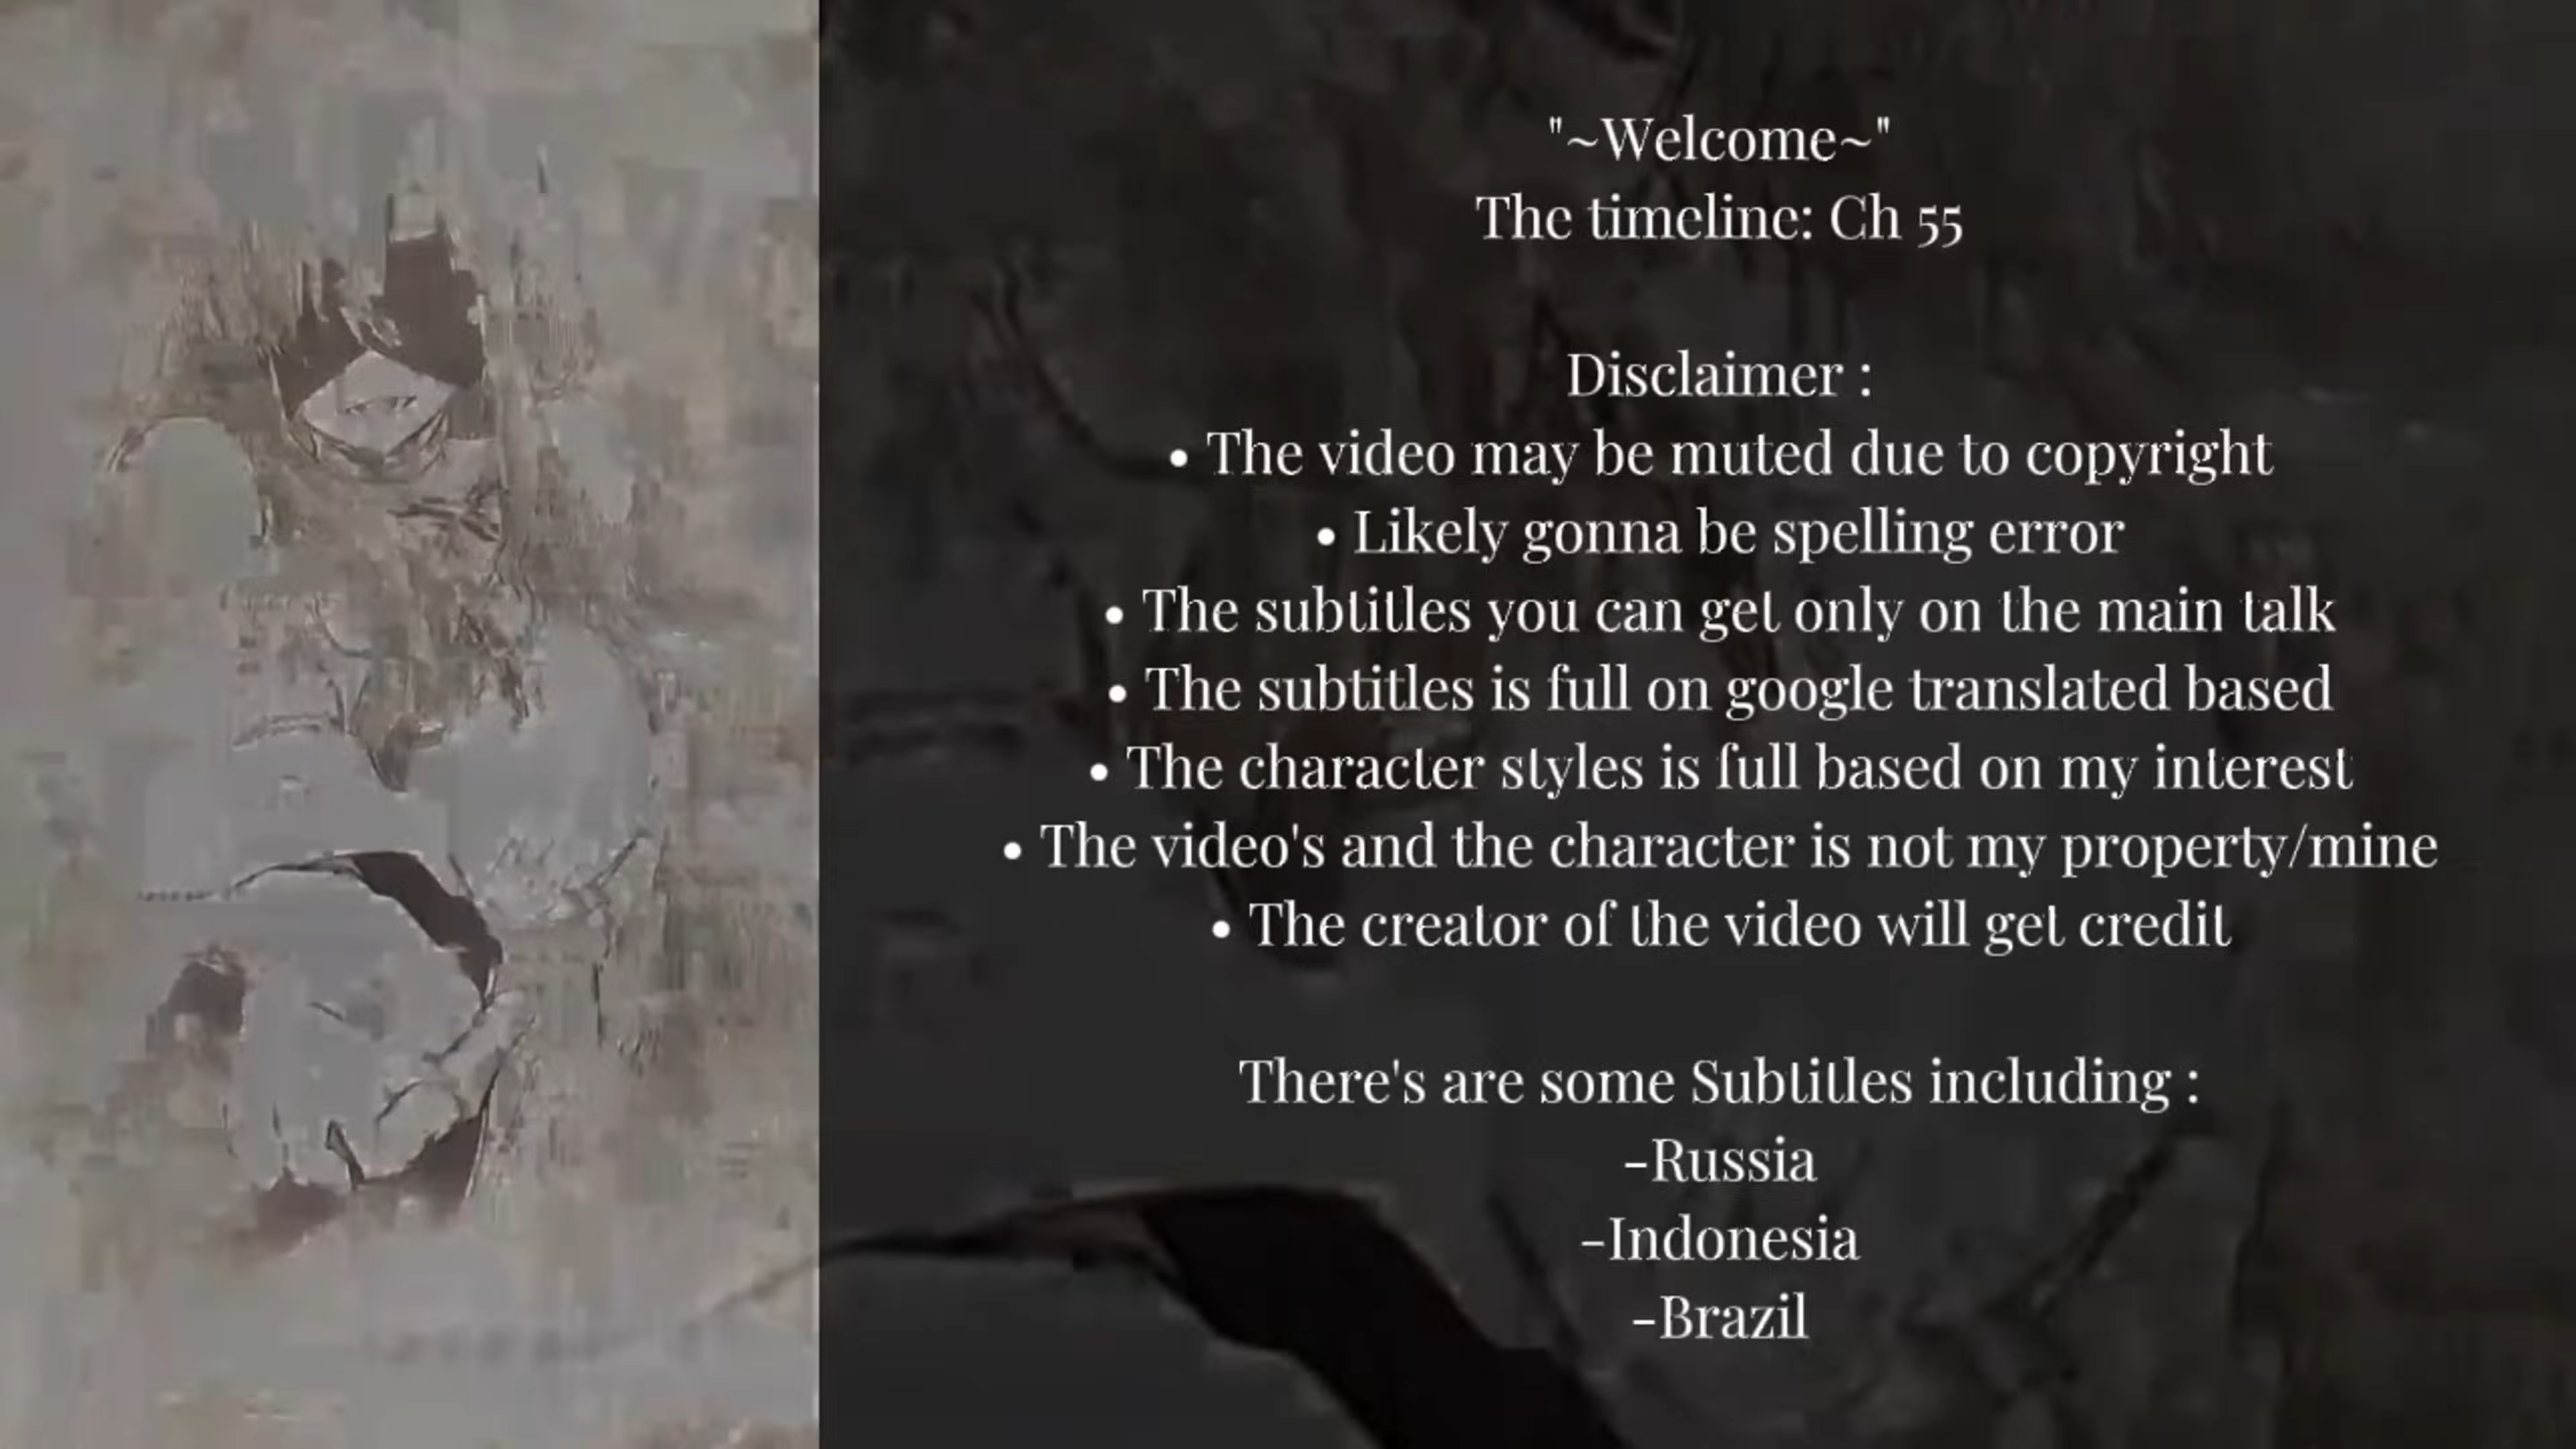 "~Welcome~"
The timeline: Ch 55
Disclaimer :
• The video may be muted due to copyright
• Likely gonna be spelling error
• The subtitles you can get only on the main talk
• The subtitles is full on google translated based
• The character styles is full based on my interest
• The video's and the character is not my property/mine
• The creator of the video will get credit
There's are some Subtitles including :
-Russia
-Indonesia
-Brazil